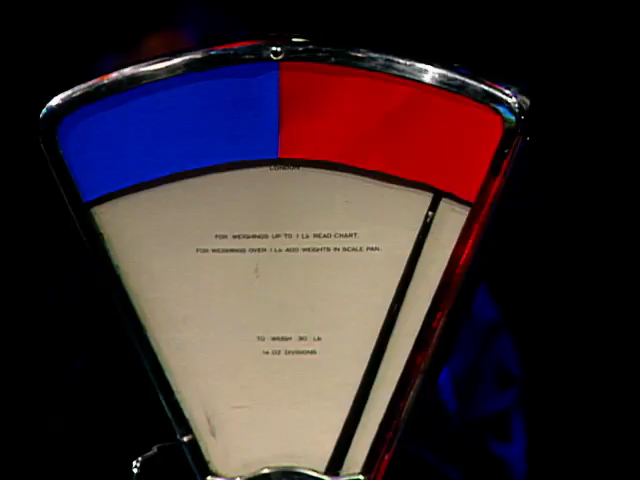 LONDON
FOR WEIGHINGS UP TO 1 Lb READ CHART.
FOR WEIGHINGS OVER 1 Lb ADD WEIGHTS IN SCALE PAN.
TO WEIGH 30 Lb
¼ OZ DIVISIONS